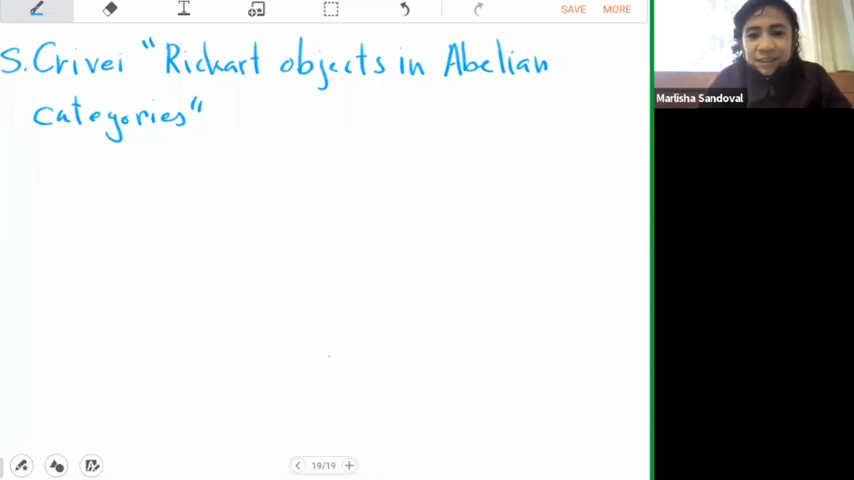 SAVE MORE
S. Crivei "Rickart objects in Abelian
categories"
Marlisha Sandoval
T
19/19